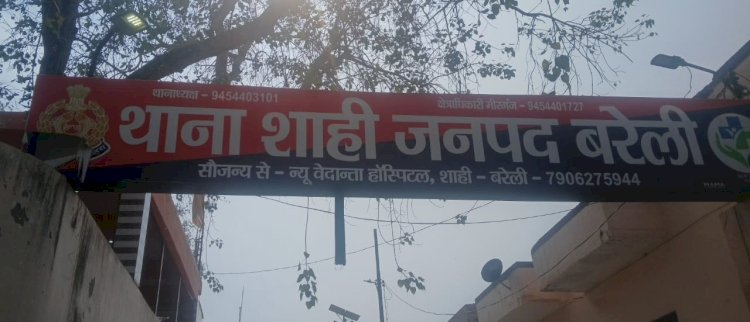 थानाध्यक्ष - 9454403101
क्षेत्राधिकारी मीरगंज - 9454401727
थाना शाही जनपद बरेली
सौजन्य से - न्यू वेदान्ता हॉस्पिटल, शाही - बरेली - 7906275944